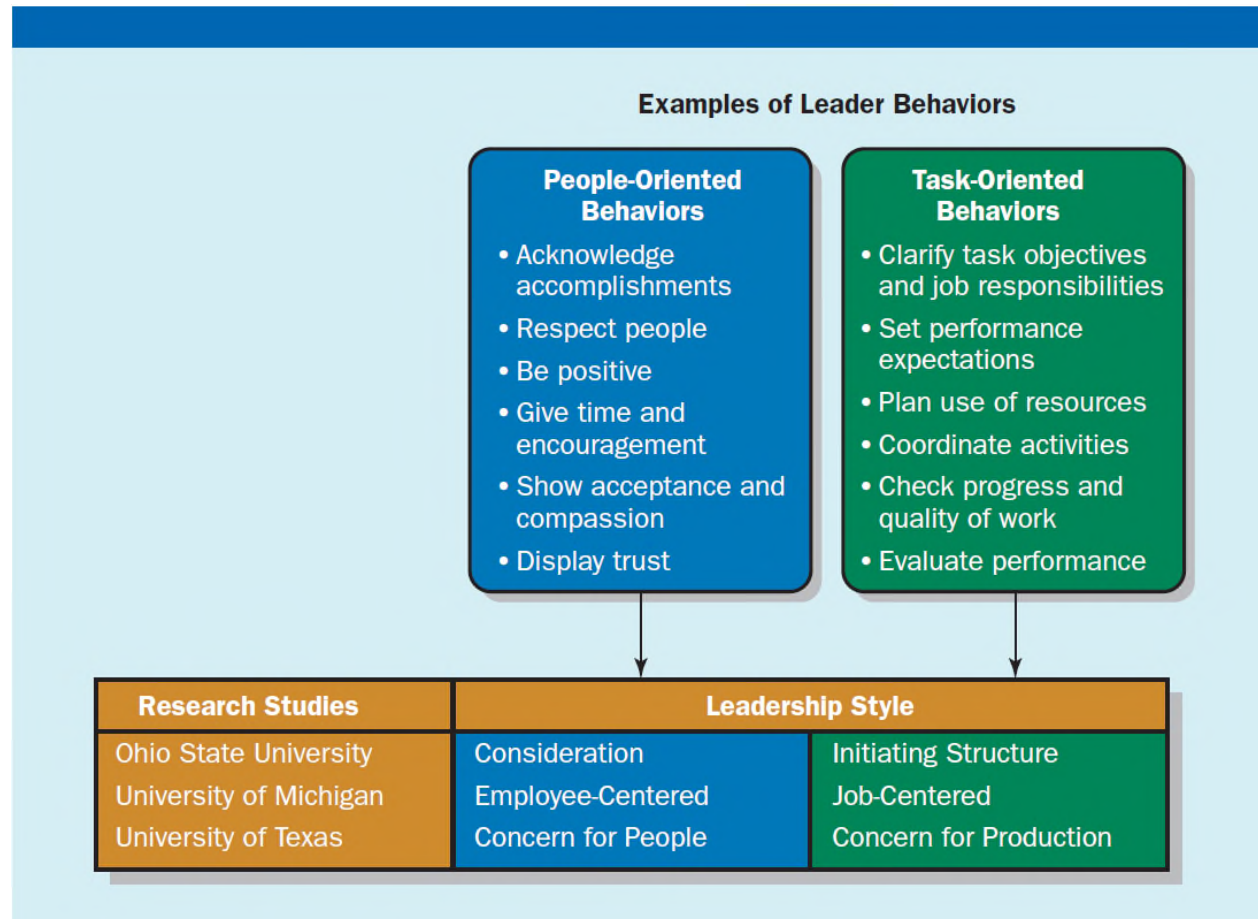 Examples of Leader Behaviors
People-Oriented
Behaviors
• Acknowledge
accomplishments
• Respect people
• Be positive
• Give time and
encouragement
• Show acceptance and
compassion
• Display trust
Task-Oriented
Behaviors
• Clarify task objectives
and job responsibilities
• Set performance
expectations
• Plan use of resources
• Coordinate activities
• Check progress and
quality of work
• Evaluate performance
Research Studies
Leadership Style
Ohio State University
Consideration
Initiating Structure
University of Michigan
Employee-Centered
Job-Centered
University of Texas
Concern for People
Concern for Production